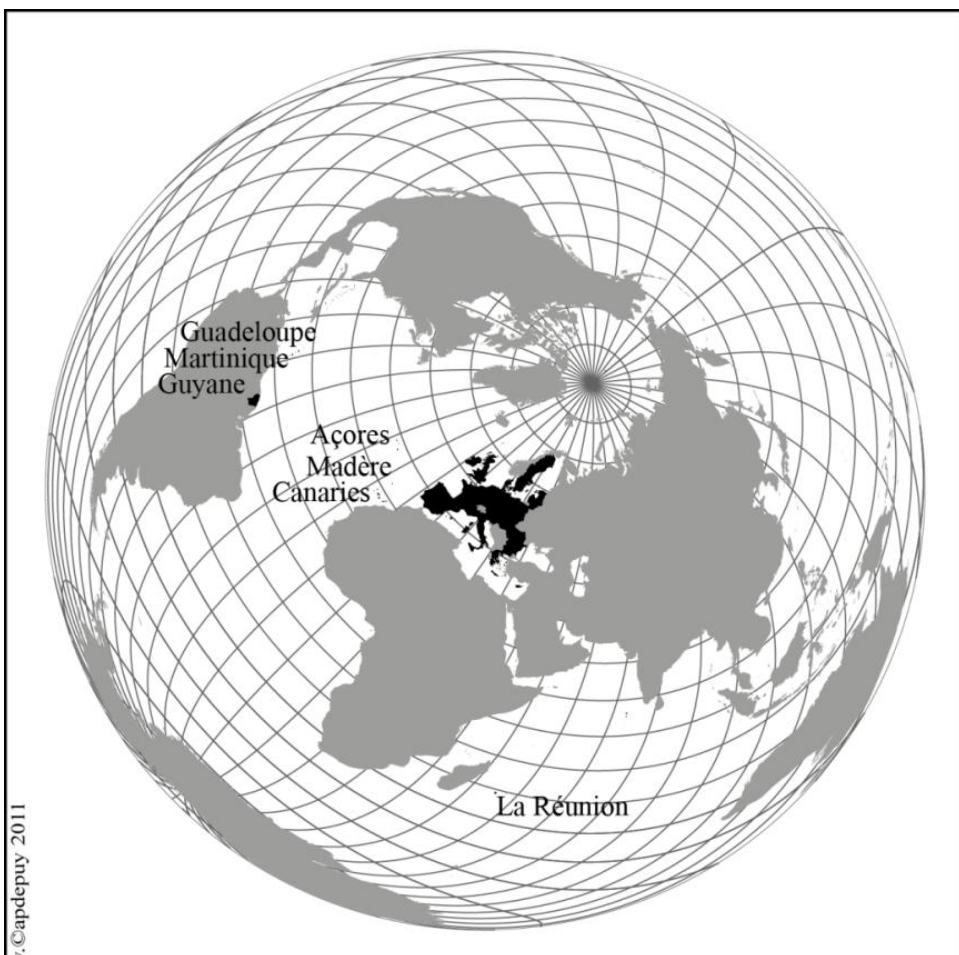 Guadeloupe
Martinique
Guyane
Açores
Madère
Canaries
La Réunion
©apdepuy 2011